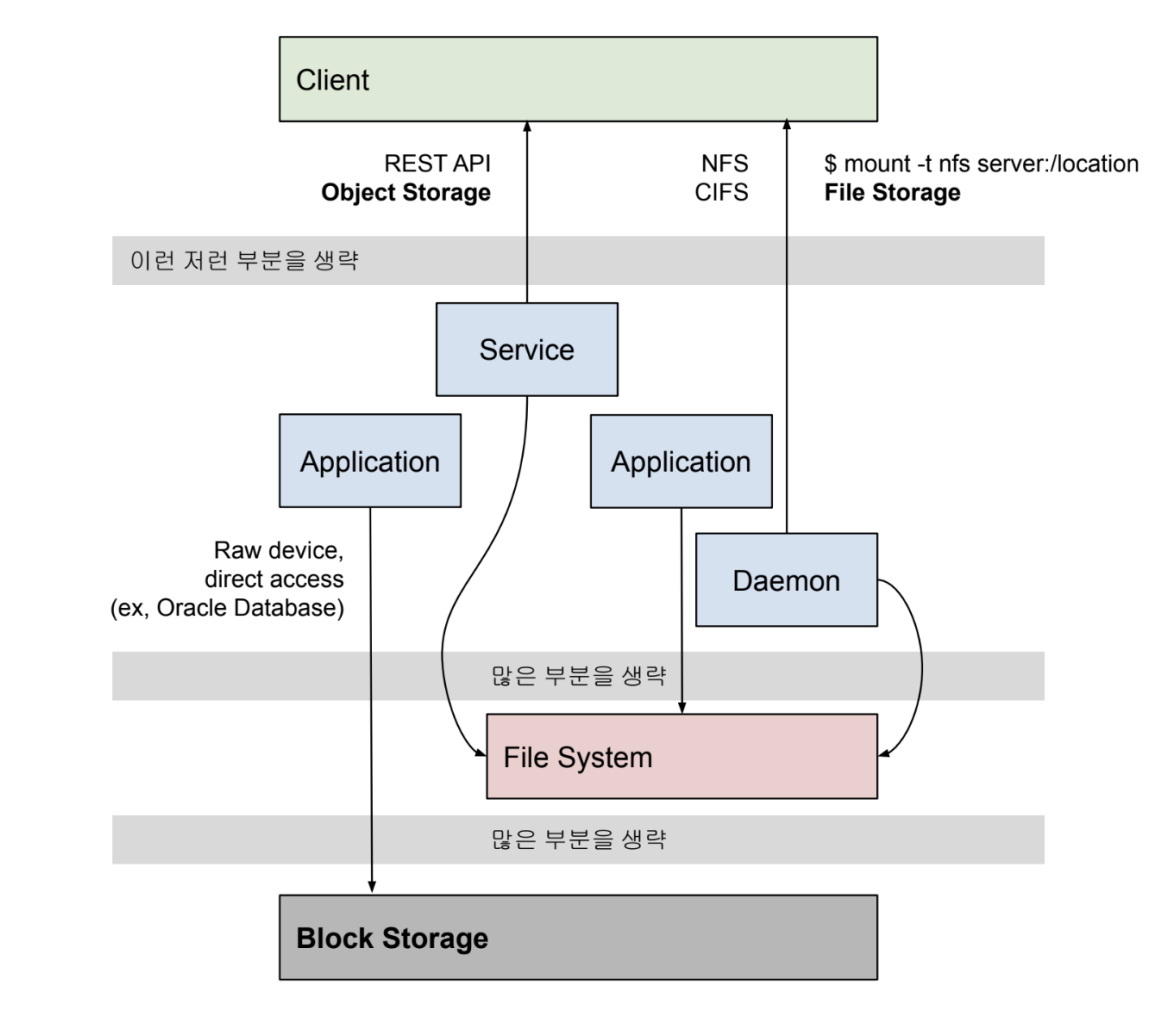 Client
REST API
Object Storage
NFS
CIFS
$ mount -t nfs server:/location
File Storage
이런 저런 부분을 생략
Service
Application
Application
Raw device,
direct access
(ex, Oracle Database)
Daemon
많은 부분을 생략
File System
많은 부분을 생략
Block Storage